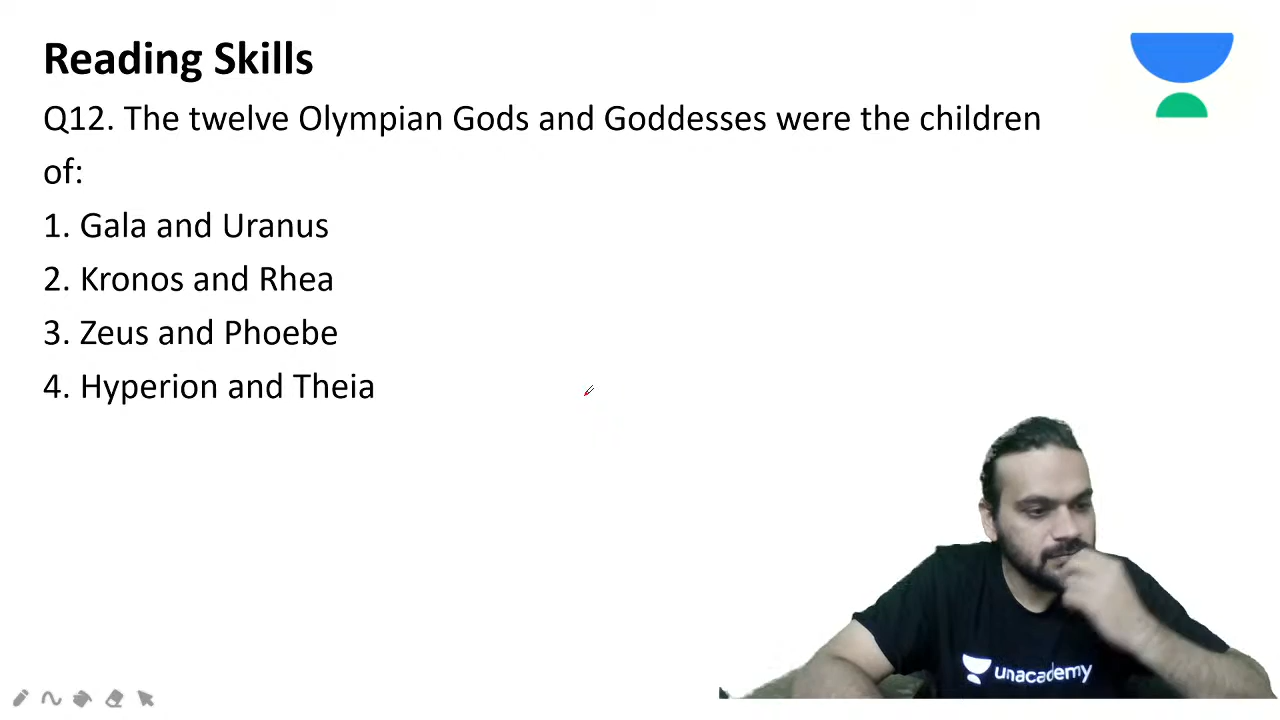 Reading Skills
Q12. The twelve Olympian Gods and Goddesses were the children
of:
1. Gala and Uranus
2. Kronos and Rhea
3. Zeus and Phoebe
4. Hyperion and Theia
unacademy